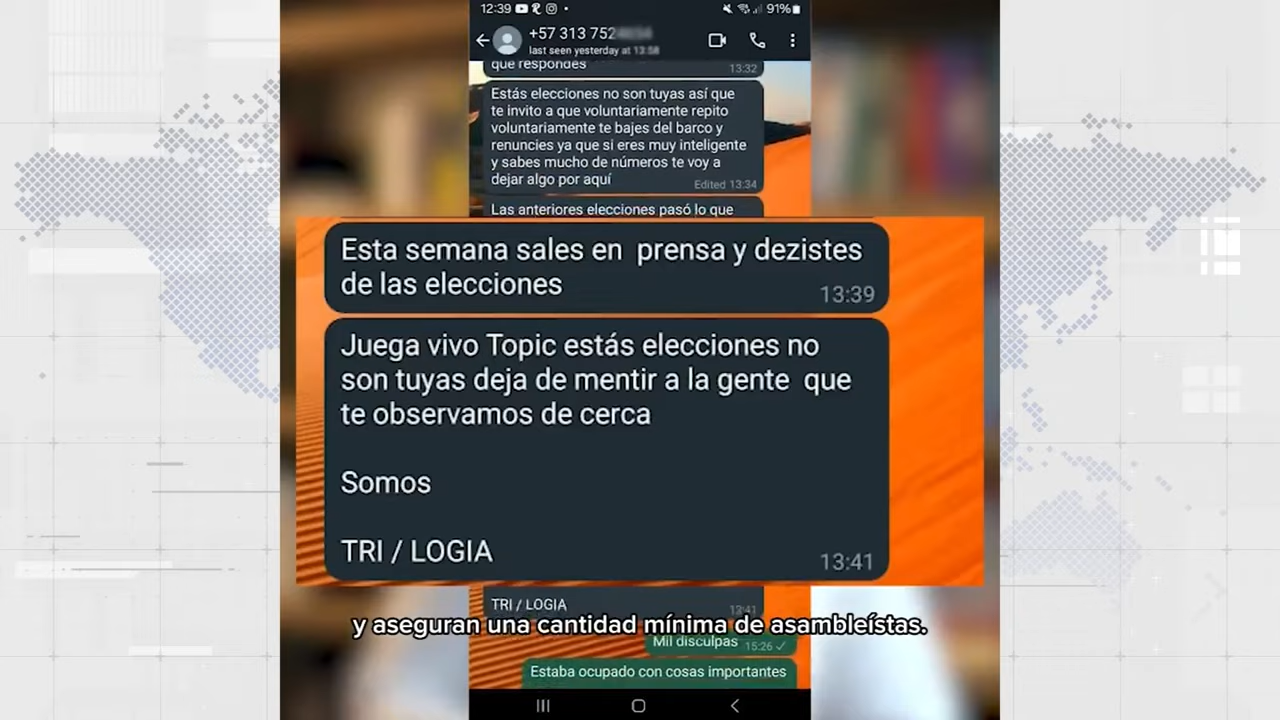 12:39
91%
+57 313 752
last seen yesterday at 13:58
que respondes
13:32
Estás elecciones no son tuyas así que
te invito a que voluntariamente repito
voluntariamente te bajes del barco y
renuncies ya que si eres muy inteligente
y sabes mucho de números te voy a
dejar algo por aquí
Edited 13:34
Las anteriores elecciones pasó lo que
Esta semana sales en prensa y dezistes
de las elecciones
13:39
Juega vivo Topic estás elecciones no
son tuyas deja de mentir a la gente que
te observamos de cerca
Somos
TRI / LOGIA
13:41
TRI / LOGIA
13:41
y aseguran una cantidad mínima de asambleístas.
Mil disculpas
15:26
Estaba ocupado con cosas importantes